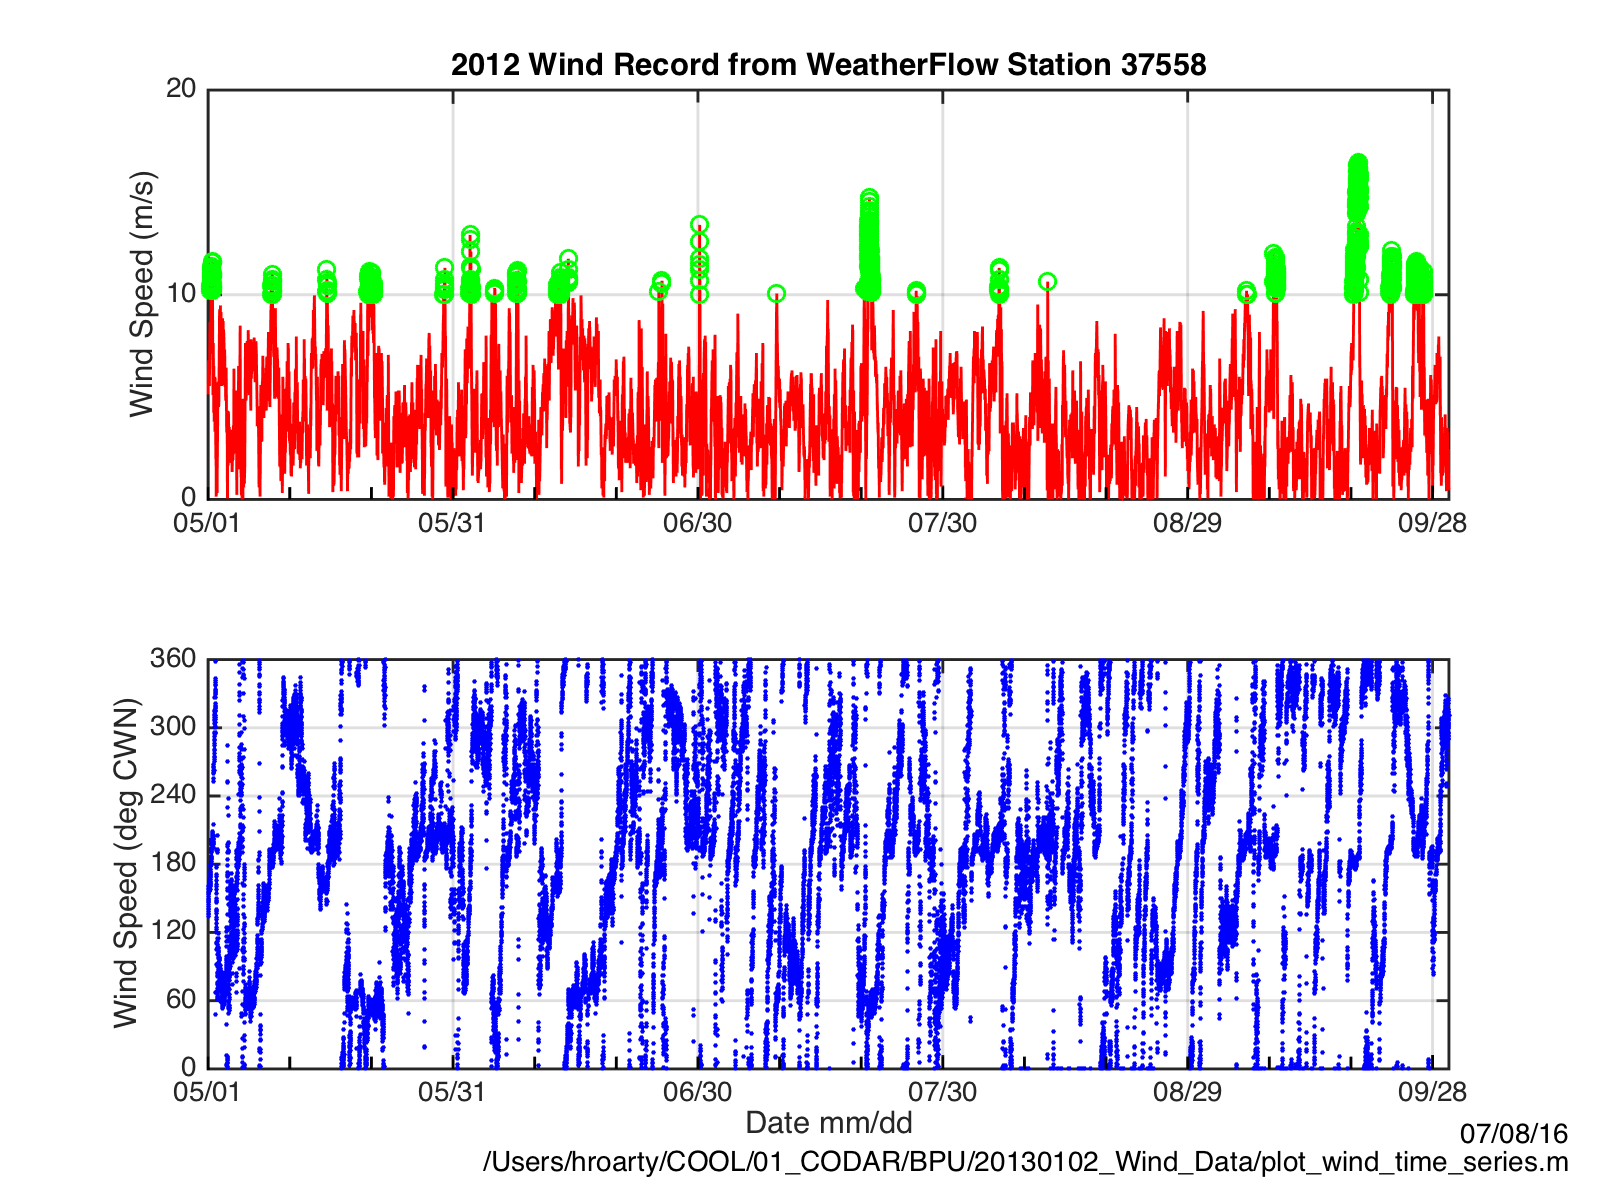 2012 Wind Record from WeatherFlow Station 37558
20
10
0
Wind Speed (m/s)
05/01 05/31 06/30 07/30 08/29 09/28
360
300
240
180
120
60
0
Wind Speed (deg CWN)
05/01 05/31 06/30 07/30 08/29 09/28
Date mm/dd
07/08/16
/Users/hroarty/COOL/01_CODAR/BPU/20130102_Wind_Data/plot_wind_time_series.m